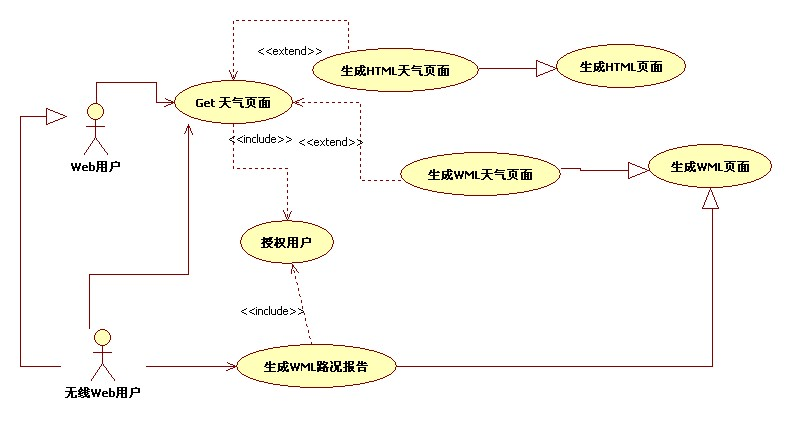 <<extend>>
生成HTML天气页面
生成HTML页面
Get 天气页面
<<include>>
<<extend>>
Web用户
生成WML天气页面
生成WML页面
授权用户
<<include>>
生成WML路况报告
无线Web用户